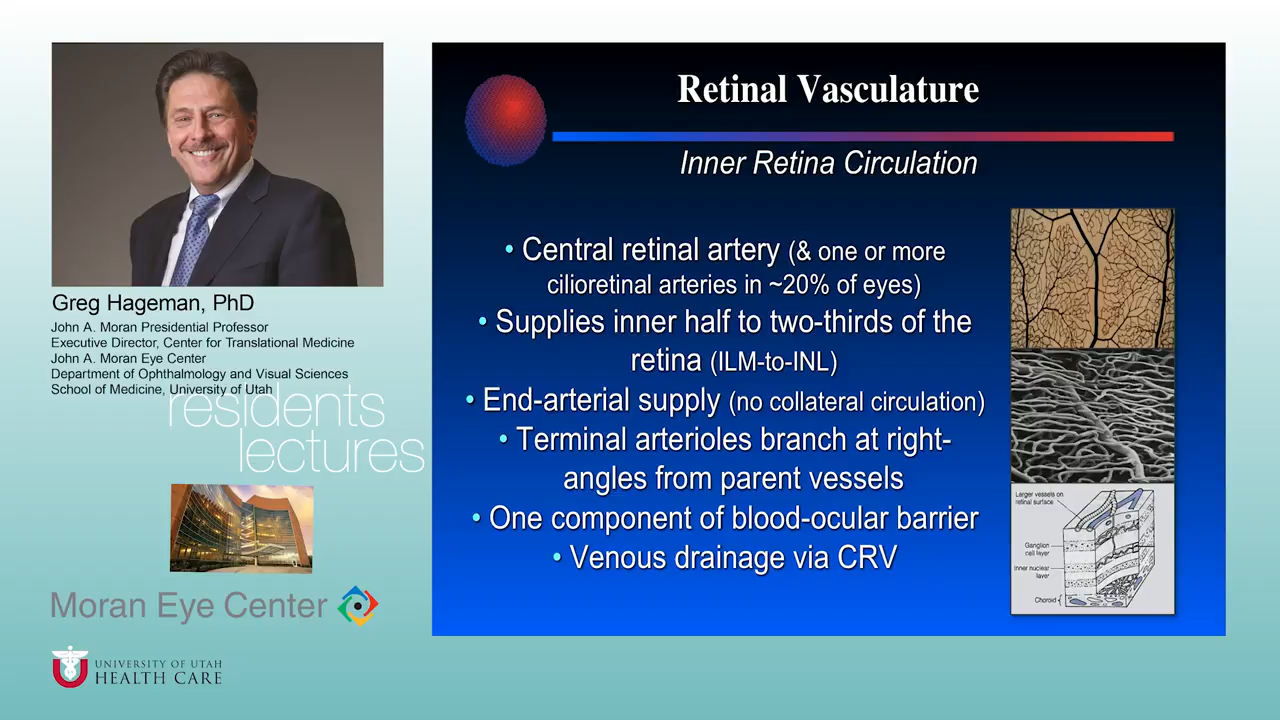 Greg Hageman, PhD
John A. Moran Presidential Professor
Executive Director, Center for Translational Medicine
John A. Moran Eye Center
Department of Ophthalmology and Visual Sciences
School of Medicine, University of Utah
residents
lectures
Moran Eye Center
UNIVERSITY OF UTAH
HEALTH CARE
Retinal Vasculature
Inner Retina Circulation
• Central retinal artery (& one or more
cilioretinal arteries in ~20% of eyes)
• Supplies inner half to two-thirds of the
retina (ILM-to-INL)
• End-arterial supply (no collateral circulation)
• Terminal arterioles branch at right-
angles from parent vessels
• One component of blood-ocular barrier
• Venous drainage via CRV
Larger vessels on
retinal surface
Ganglion
cell layer
Inner nuclear
layer
Choroid